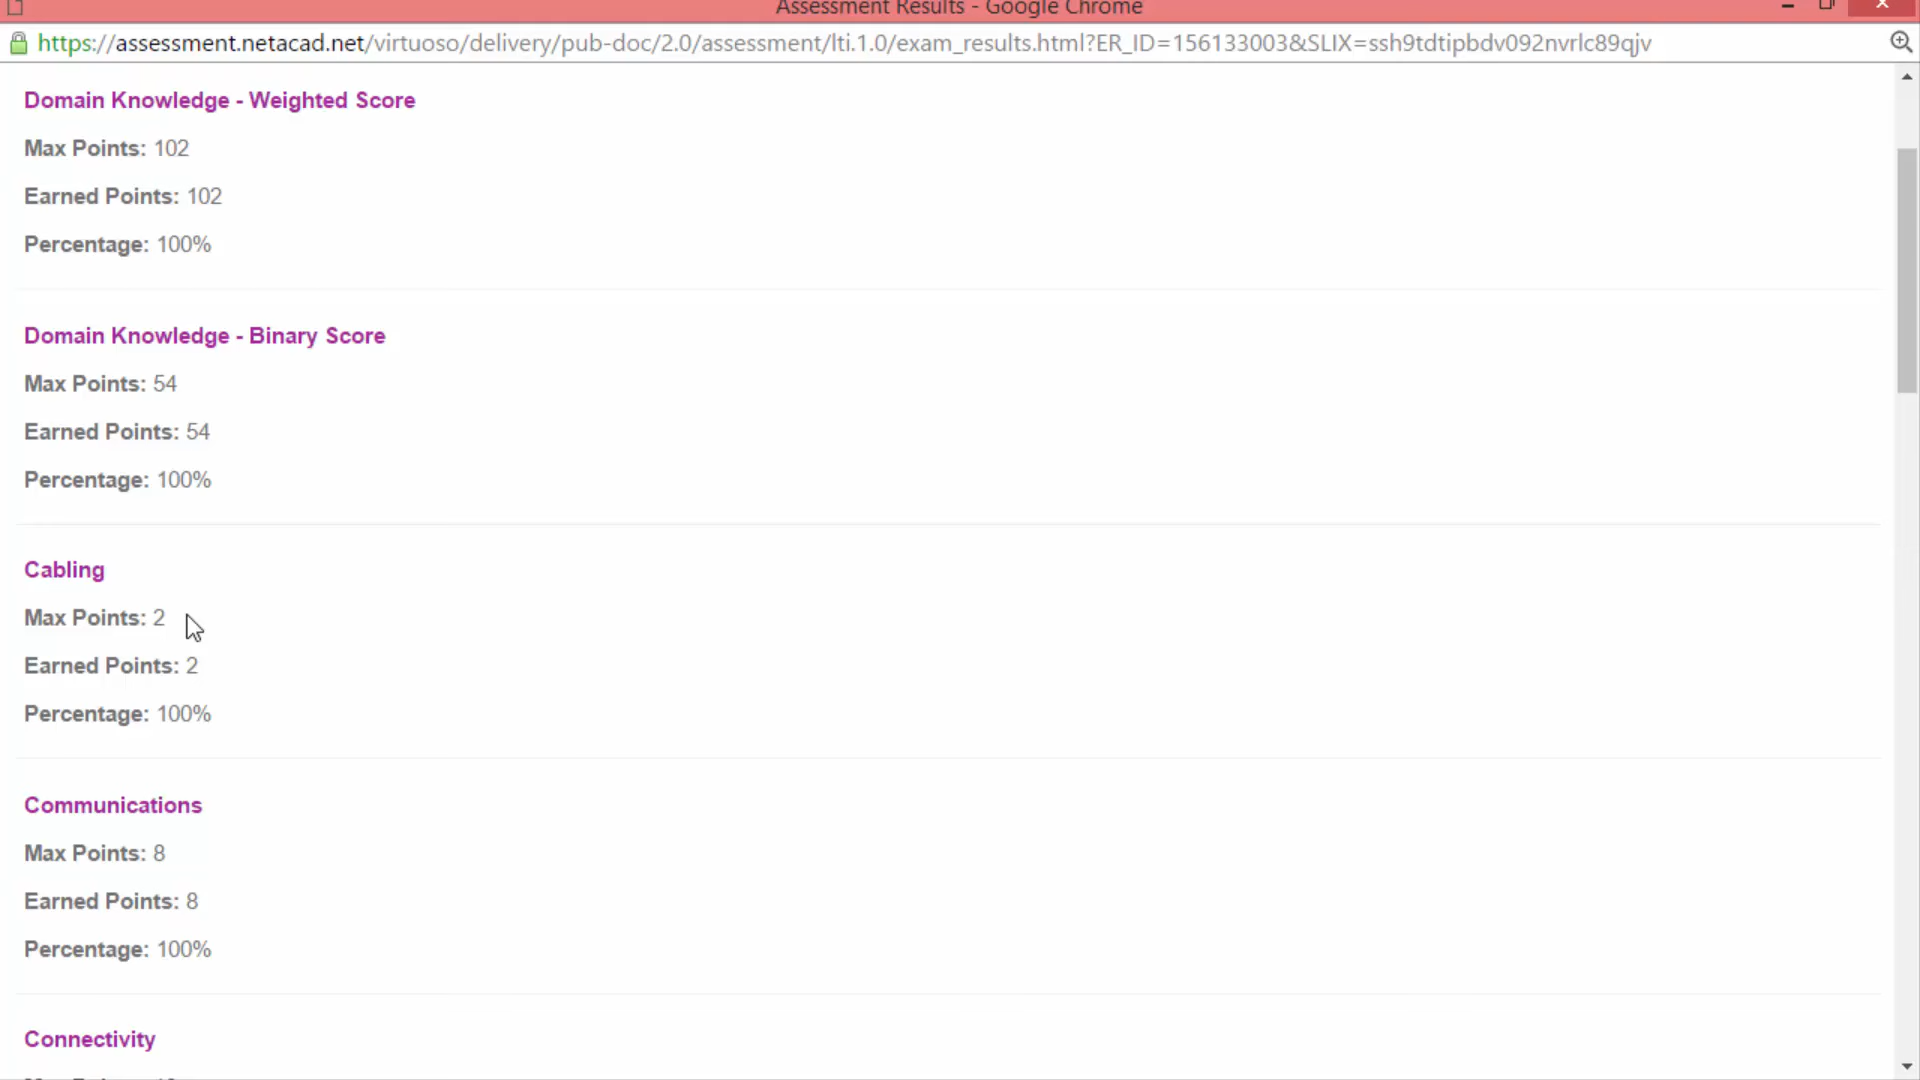 Assessment Results - Google Chrome
https://assessment.netacad.net/virtuoso/delivery/pub-doc/2.0/assessment/lti.1.0/exam_results.html?ER_ID=156133003&SLIX=ssh9tdtipbdv092nvrlc89qjv
Domain Knowledge - Weighted Score
Max Points: 102
Earned Points: 102
Percentage: 100%
Domain Knowledge - Binary Score
Max Points: 54
Earned Points: 54
Percentage: 100%
Cabling
Max Points: 2
Earned Points: 2
Percentage: 100%
Communications
Max Points: 8
Earned Points: 8
Percentage: 100%
Connectivity